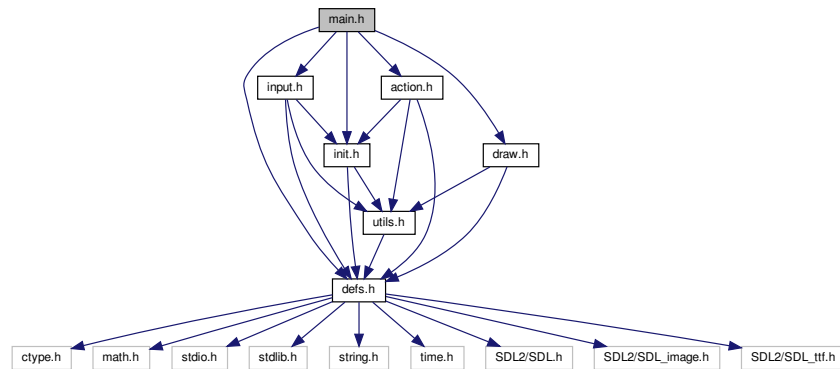 main.h
input.h
action.h
init.h
draw.h
utils.h
defs.h
ctype.h
math.h
stdio.h
stdlib.h
string.h
time.h
SDL2/SDL.h
SDL2/SDL_image.h
SDL2/SDL_ttf.h